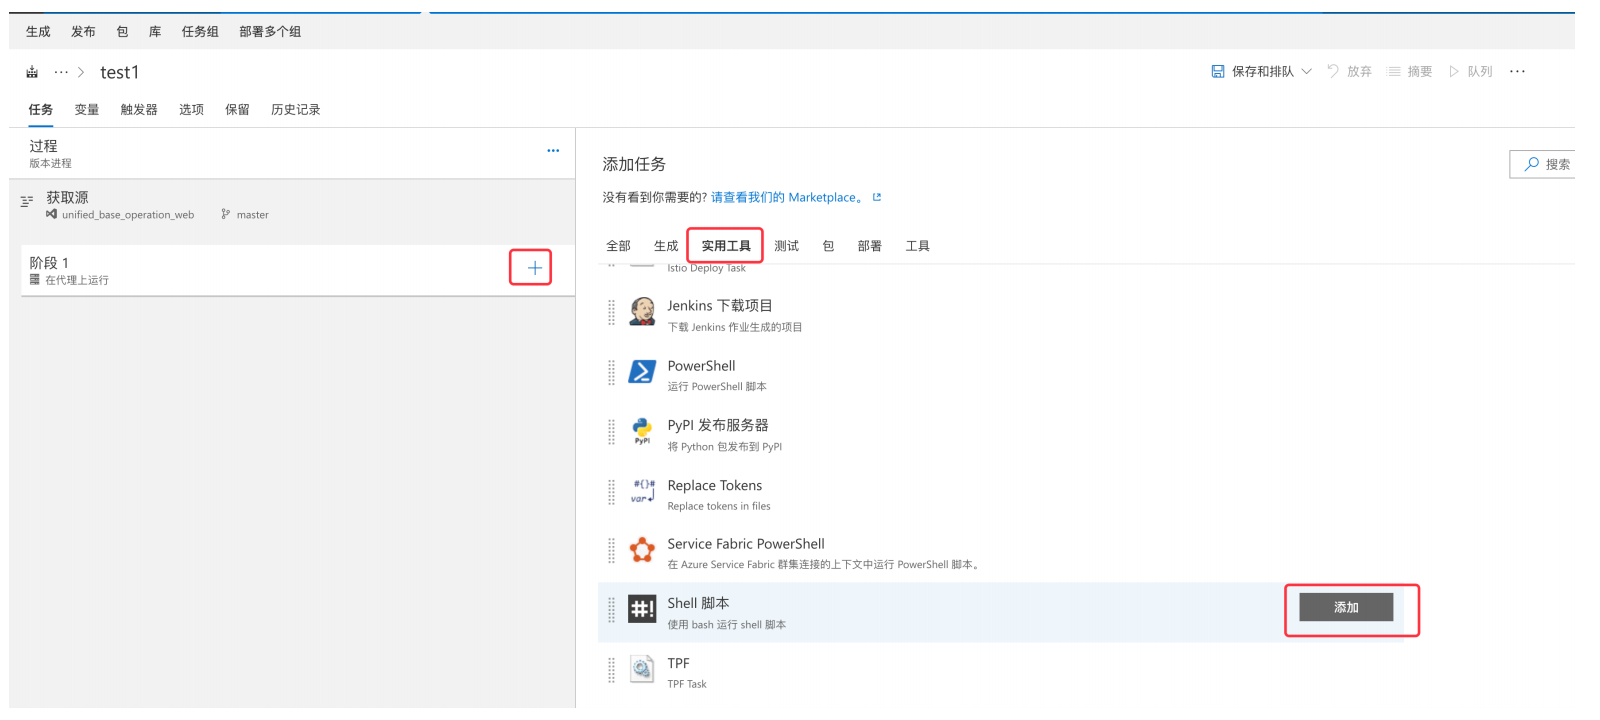 生成 发布 包 库 任务组 部署多个组
··· > test1
保存和排队 放弃 摘要 队列 ···
任务 变量 触发器 选项 保留 历史记录
过程
版本进程
···
获取源
unified_base_operation_web master
阶段 1
在代理上运行
+
添加任务
搜索
没有看到你需要的? 请查看我们的 Marketplace。
全部 生成 实用工具 测试 包 部署 工具
Istio Deploy Task
Jenkins 下载项目
下载 Jenkins 作业生成的项目
PowerShell
运行 PowerShell 脚本
PyPI
PyPI 发布服务器
将 Python 包发布到 PyPI
#{}#
var
Replace Tokens
Replace tokens in files
Service Fabric PowerShell
在 Azure Service Fabric 群集连接的上下文中运行 PowerShell 脚本。
#!
Shell 脚本
使用 bash 运行 shell 脚本
添加
TPF
TPF Task